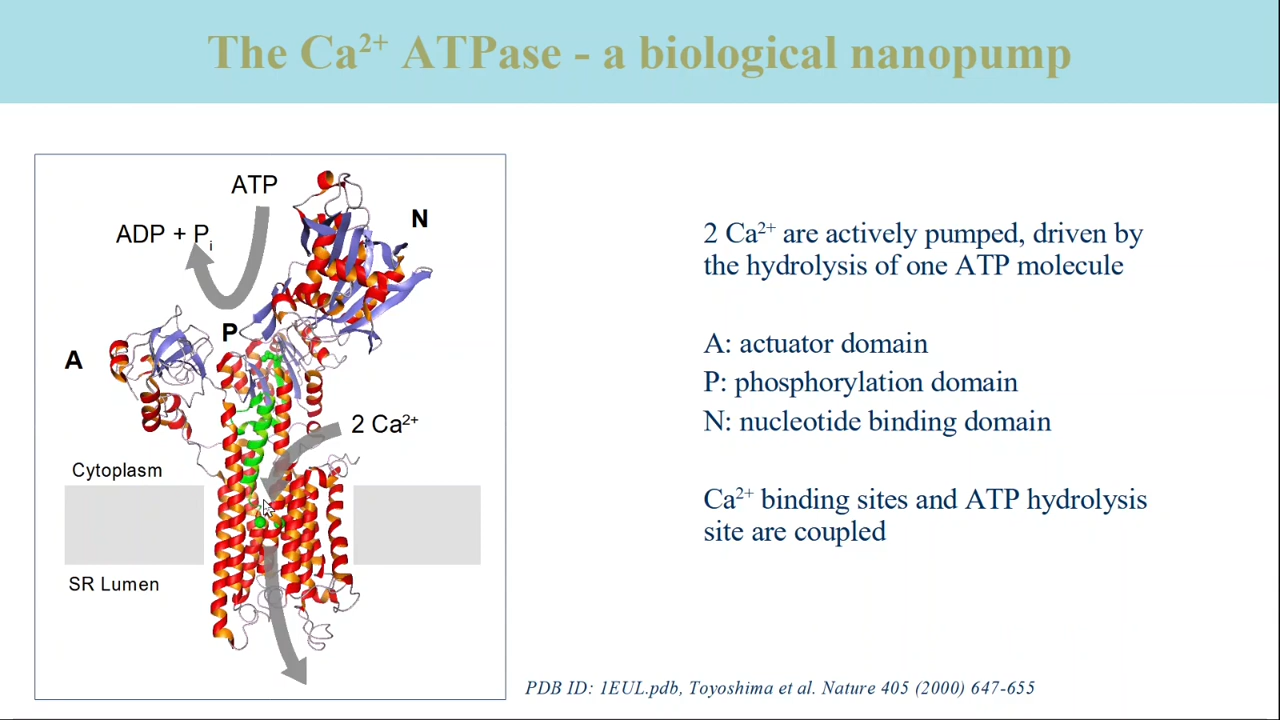 The Ca²⁺ ATPase - a biological nanopump
ATP
N
ADP + Pᵢ
P
A
2 Ca²⁺
Cytoplasm
SR Lumen
2 Ca²⁺ are actively pumped, driven by
the hydrolysis of one ATP molecule
A: actuator domain
P: phosphorylation domain
N: nucleotide binding domain
Ca²⁺ binding sites and ATP hydrolysis
site are coupled
PDB ID: 1EUL.pdb, Toyoshima et al. Nature 405 (2000) 647-655